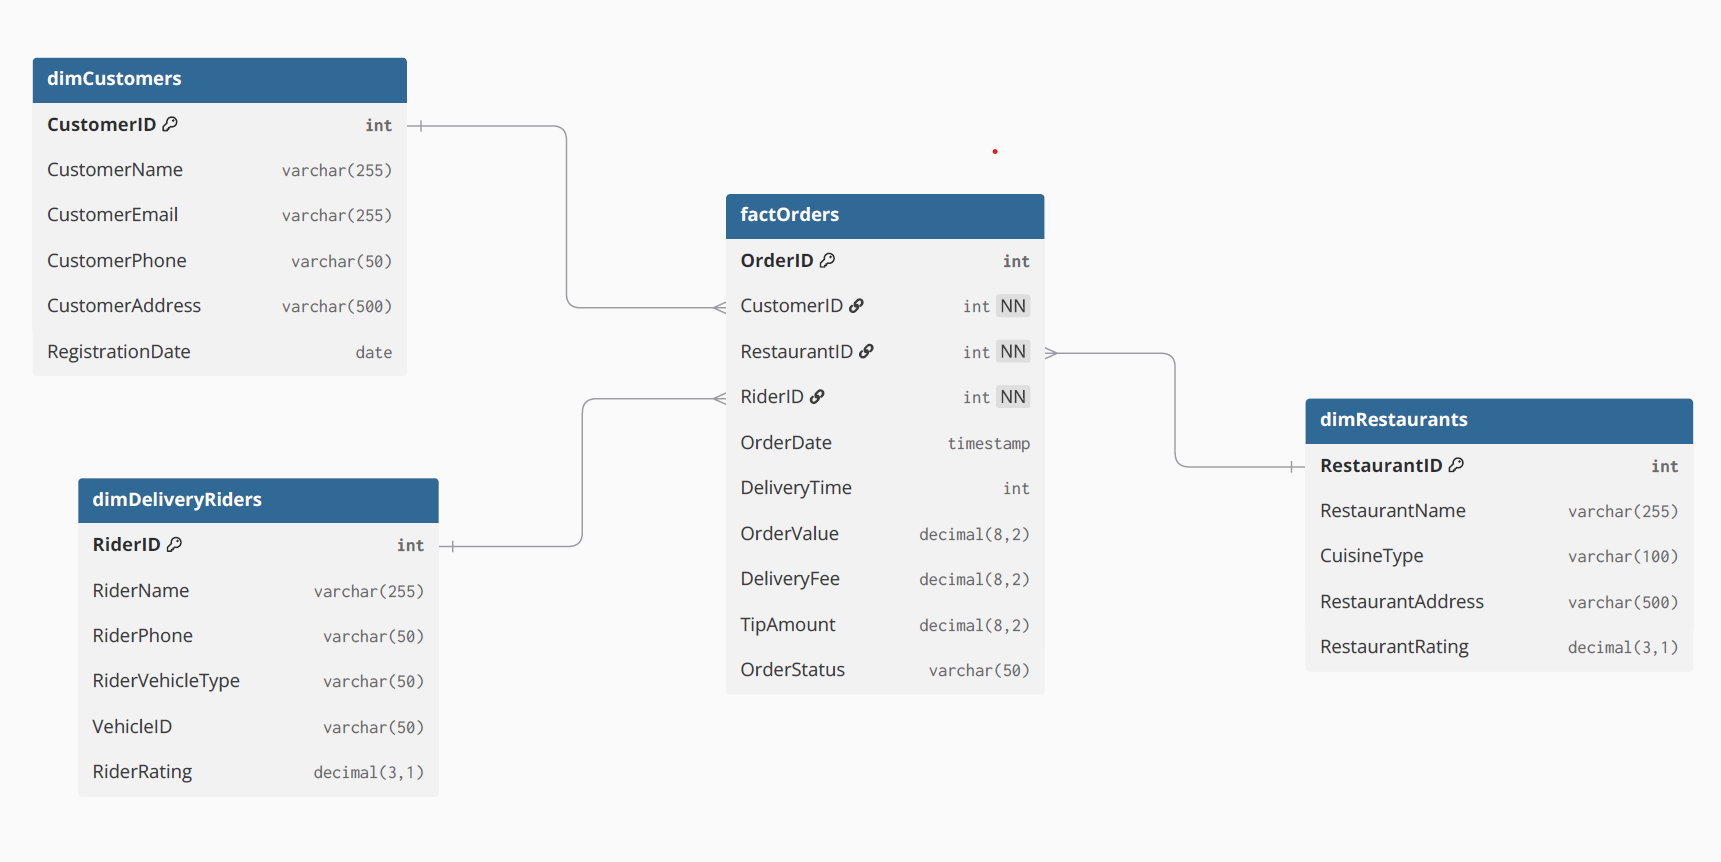 dimCustomers
CustomerID int
CustomerName varchar(255)
CustomerEmail varchar(255)
CustomerPhone varchar(50)
CustomerAddress varchar(500)
RegistrationDate date
factOrders
OrderID int
CustomerID int NN
RestaurantID int NN
RiderID int NN
OrderDate timestamp
DeliveryTime int
OrderValue decimal(8,2)
DeliveryFee decimal(8,2)
TipAmount decimal(8,2)
OrderStatus varchar(50)
dimRestaurants
RestaurantID int
RestaurantName varchar(255)
CuisineType varchar(100)
RestaurantAddress varchar(500)
RestaurantRating decimal(3,1)
dimDeliveryRiders
RiderID int
RiderName varchar(255)
RiderPhone varchar(50)
RiderVehicleType varchar(50)
VehicleID varchar(50)
RiderRating decimal(3,1)